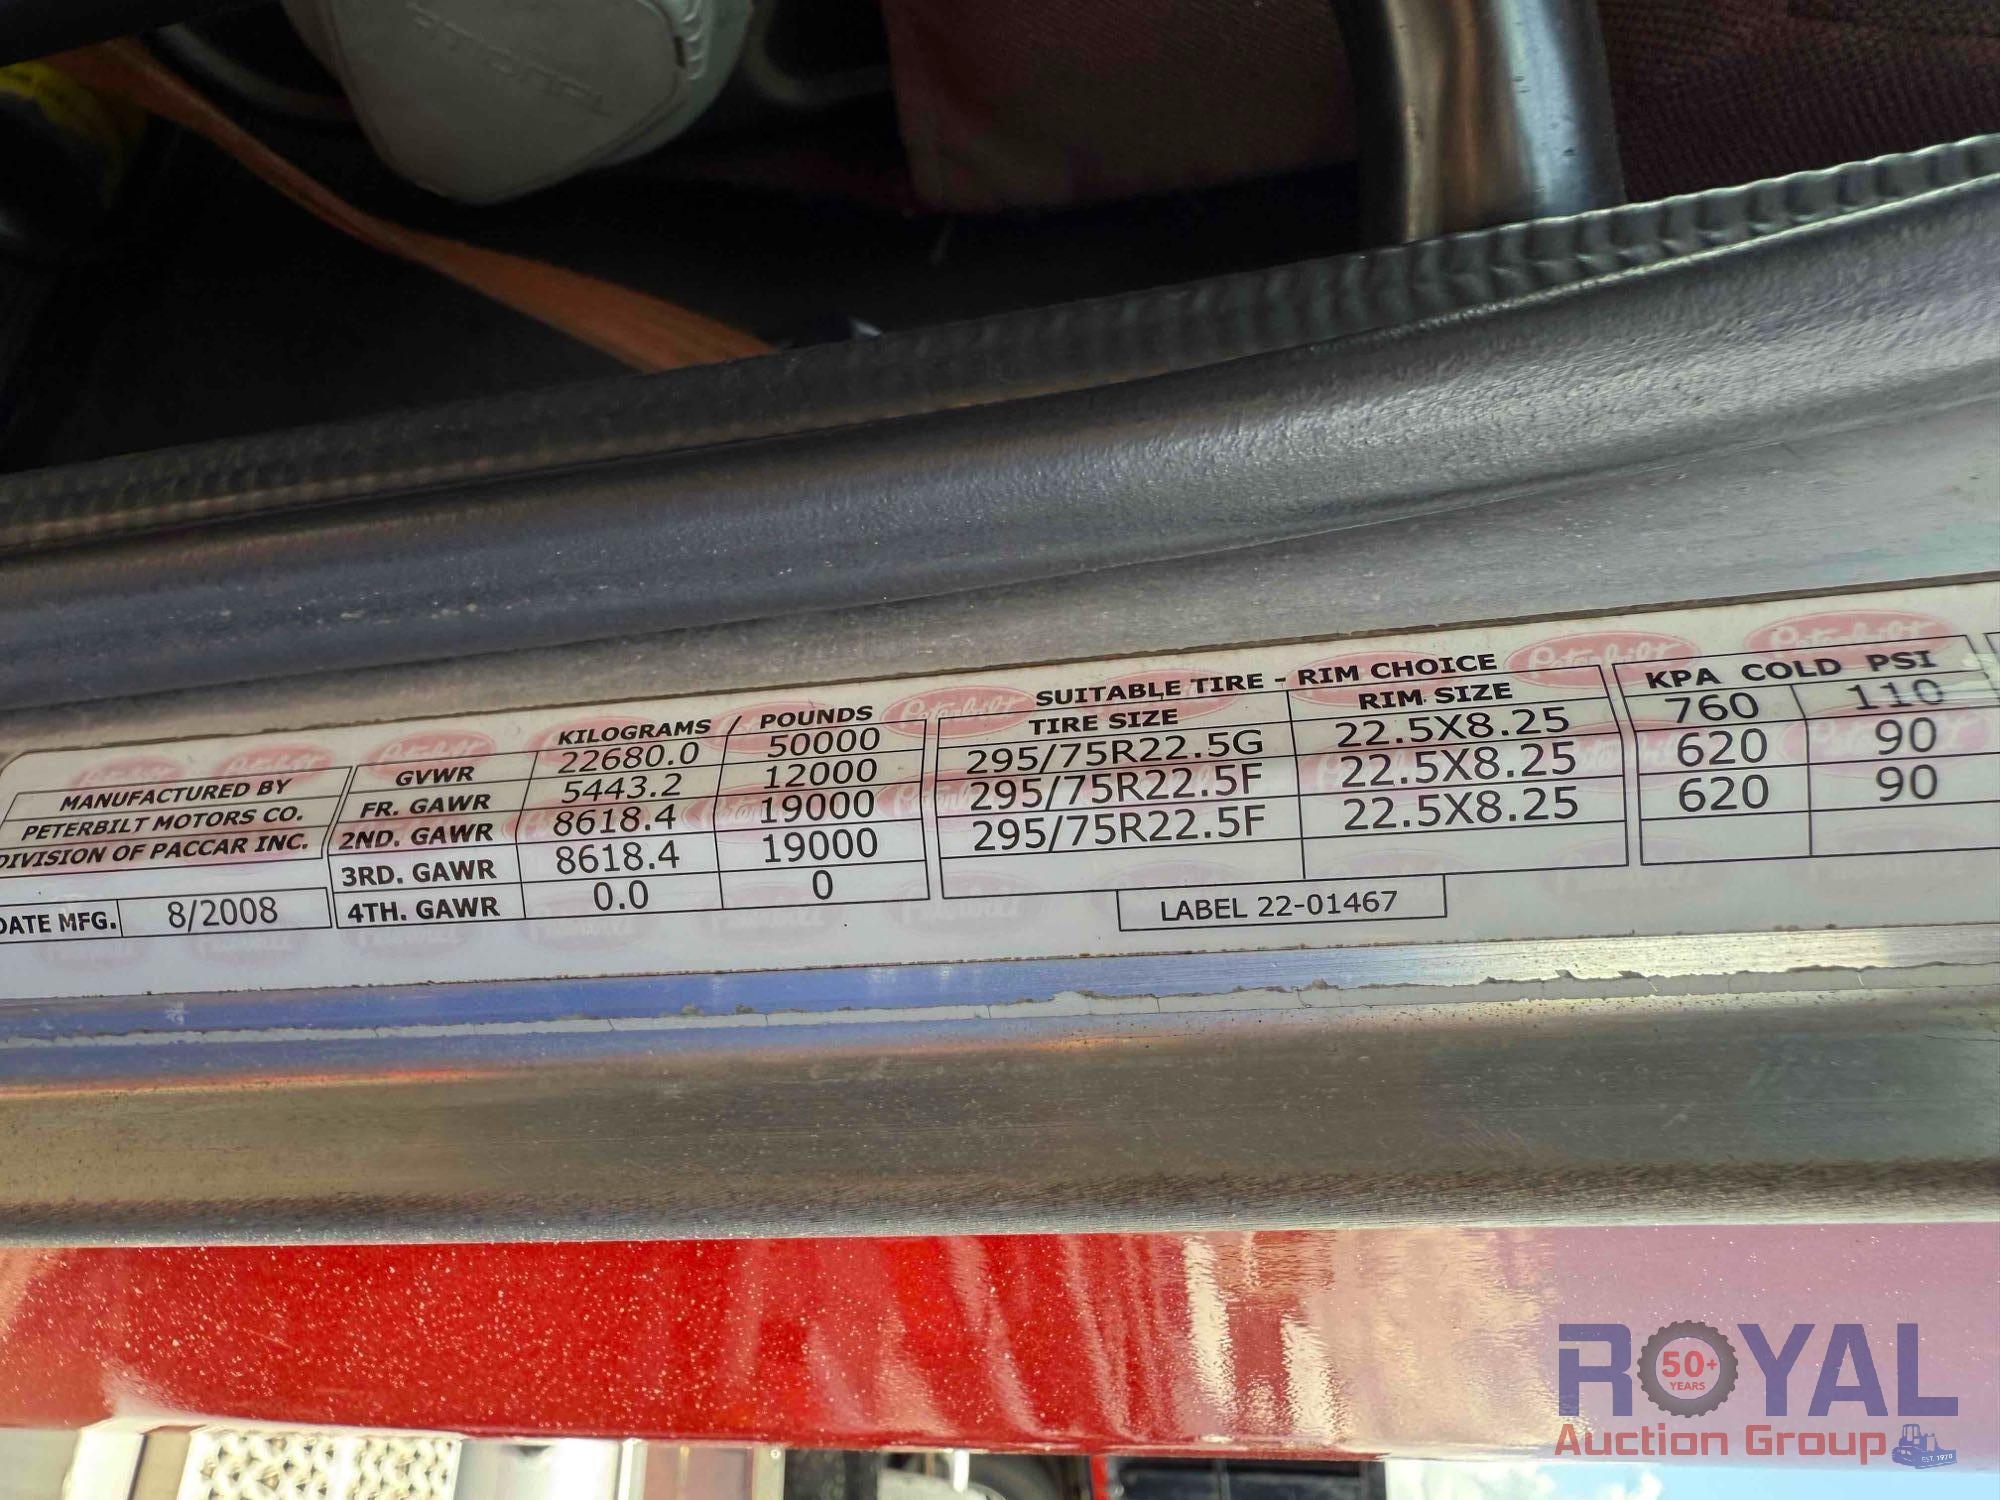 MANUFACTURED BY
PETERBILT MOTORS CO.
DIVISION OF PACCAR INC.
DATE MFG. 8/2008
KILOGRAMS / POUNDS
GVWR 22680.0 50000
FR. GAWR 5443.2 12000
2ND. GAWR 8618.4 19000
3RD. GAWR 8618.4 19000
4TH. GAWR 0.0 0
SUITABLE TIRE - RIM CHOICE
TIRE SIZE RIM SIZE
295/75R22.5G 22.5X8.25
295/75R22.5F 22.5X8.25
295/75R22.5F 22.5X8.25
KPA COLD PSI
760 110
620 90
620 90
LABEL 22-01467
Peterbilt
ROYAL
50+
YEARS
Auction Group
EST. 1970